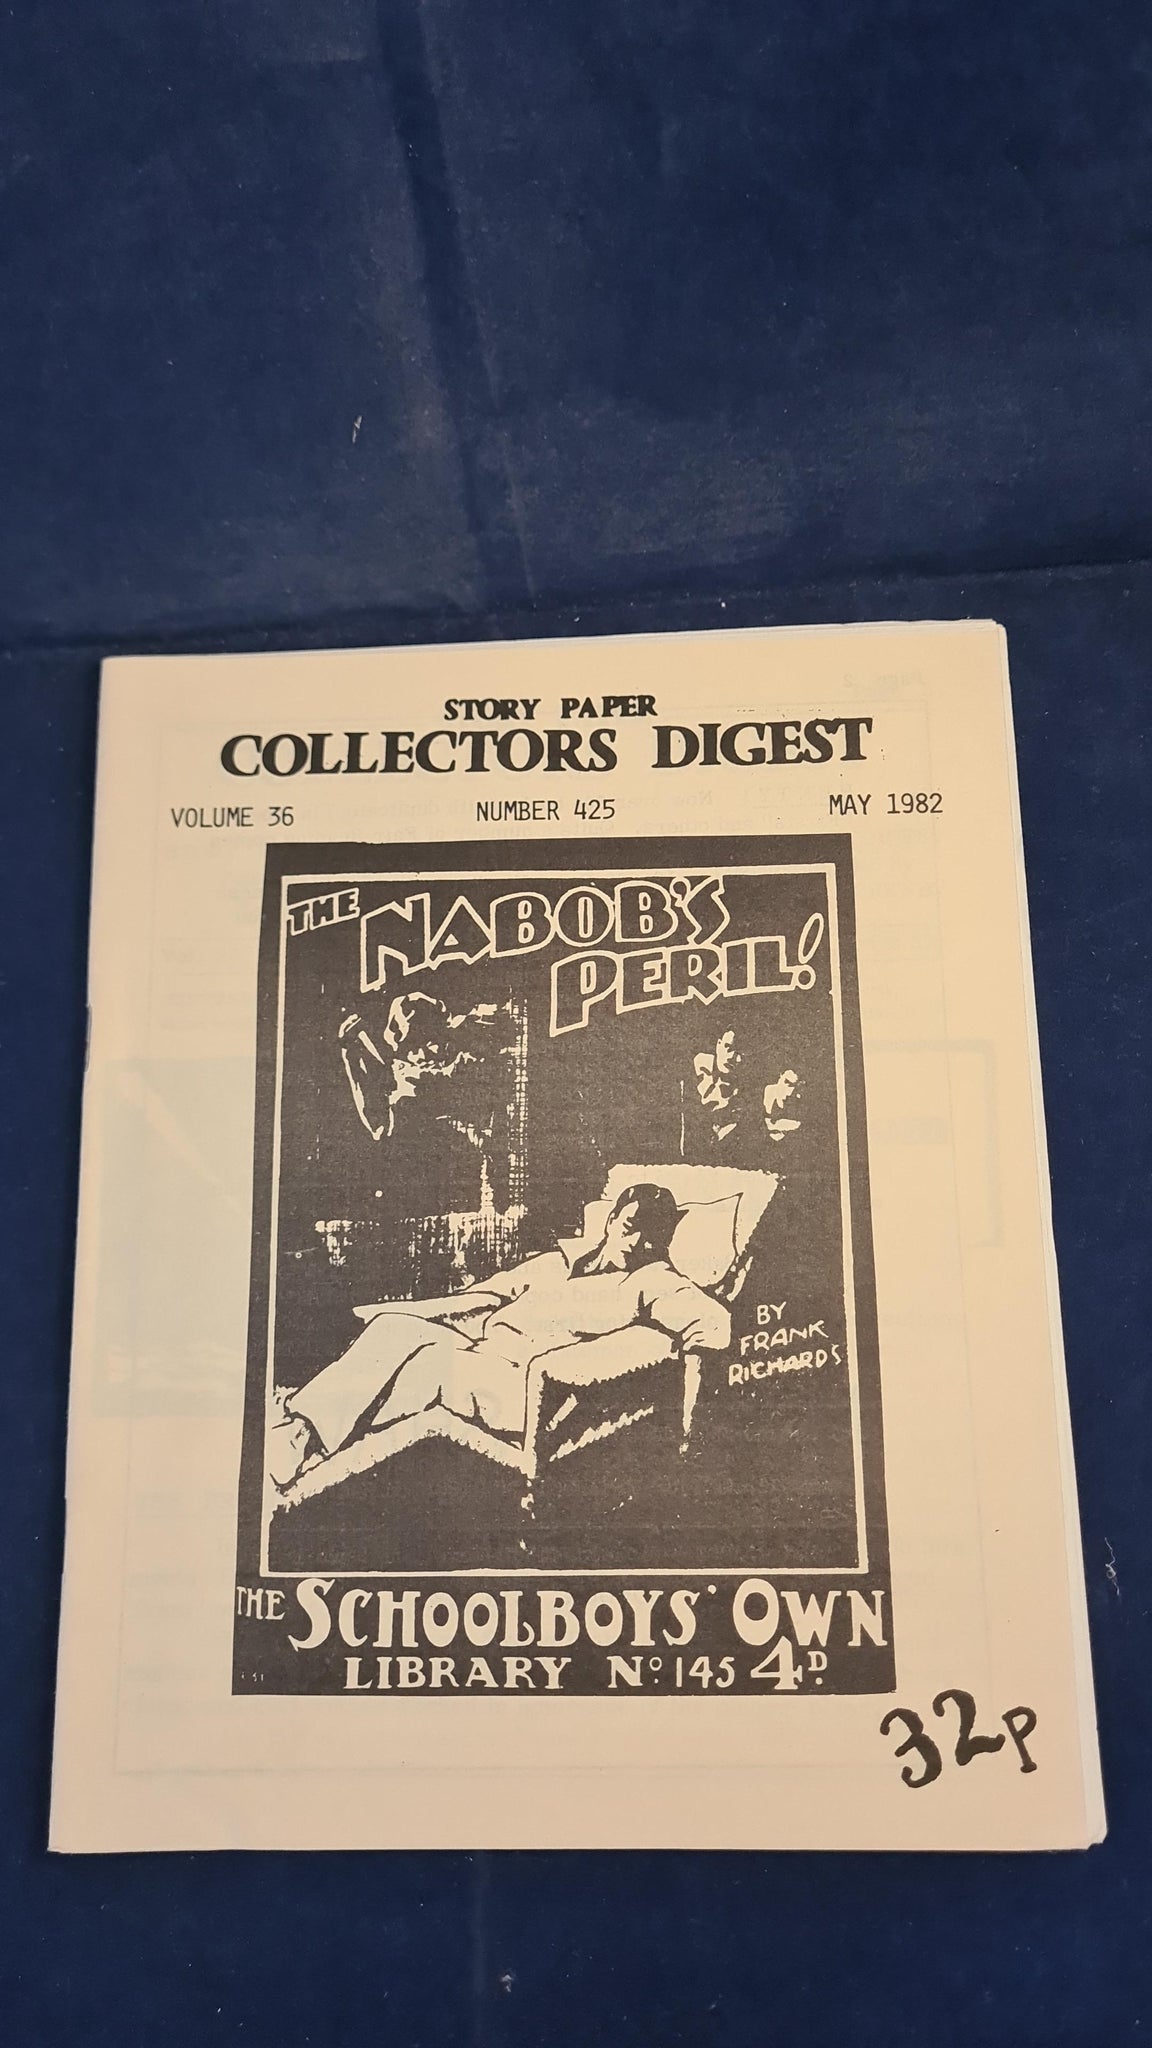 STORY PAPER
COLLECTORS DIGEST
VOLUME 36 NUMBER 425 MAY 1982
THE NABOB'S
PERIL!
BY
FRANK
RICHARDS
THE SCHOOLBOYS' OWN
LIBRARY No. 145 4D.
32p